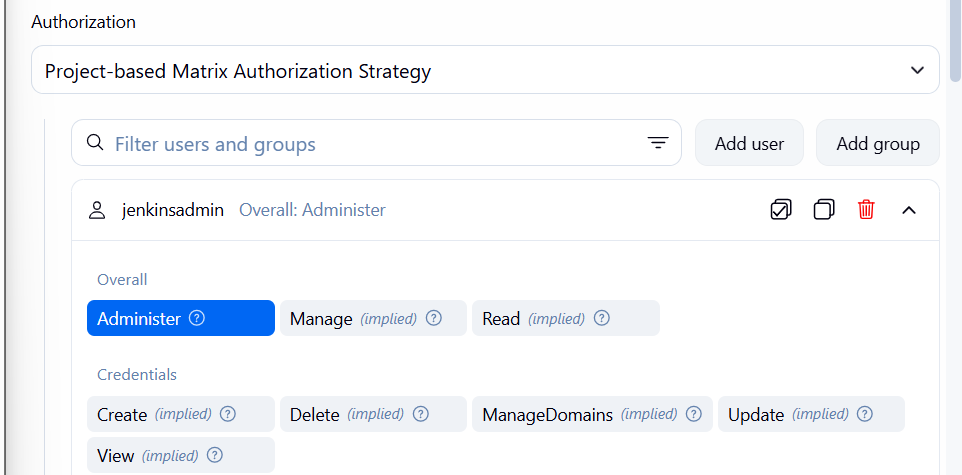 Authorization
Project-based Matrix Authorization Strategy
Filter users and groups Add user Add group
jenkinsadmin Overall: Administer
Overall
Administer ? Manage (implied) ? Read (implied) ?
Credentials
Create (implied) ? Delete (implied) ? ManageDomains (implied) ? Update (implied) ?
View (implied) ?